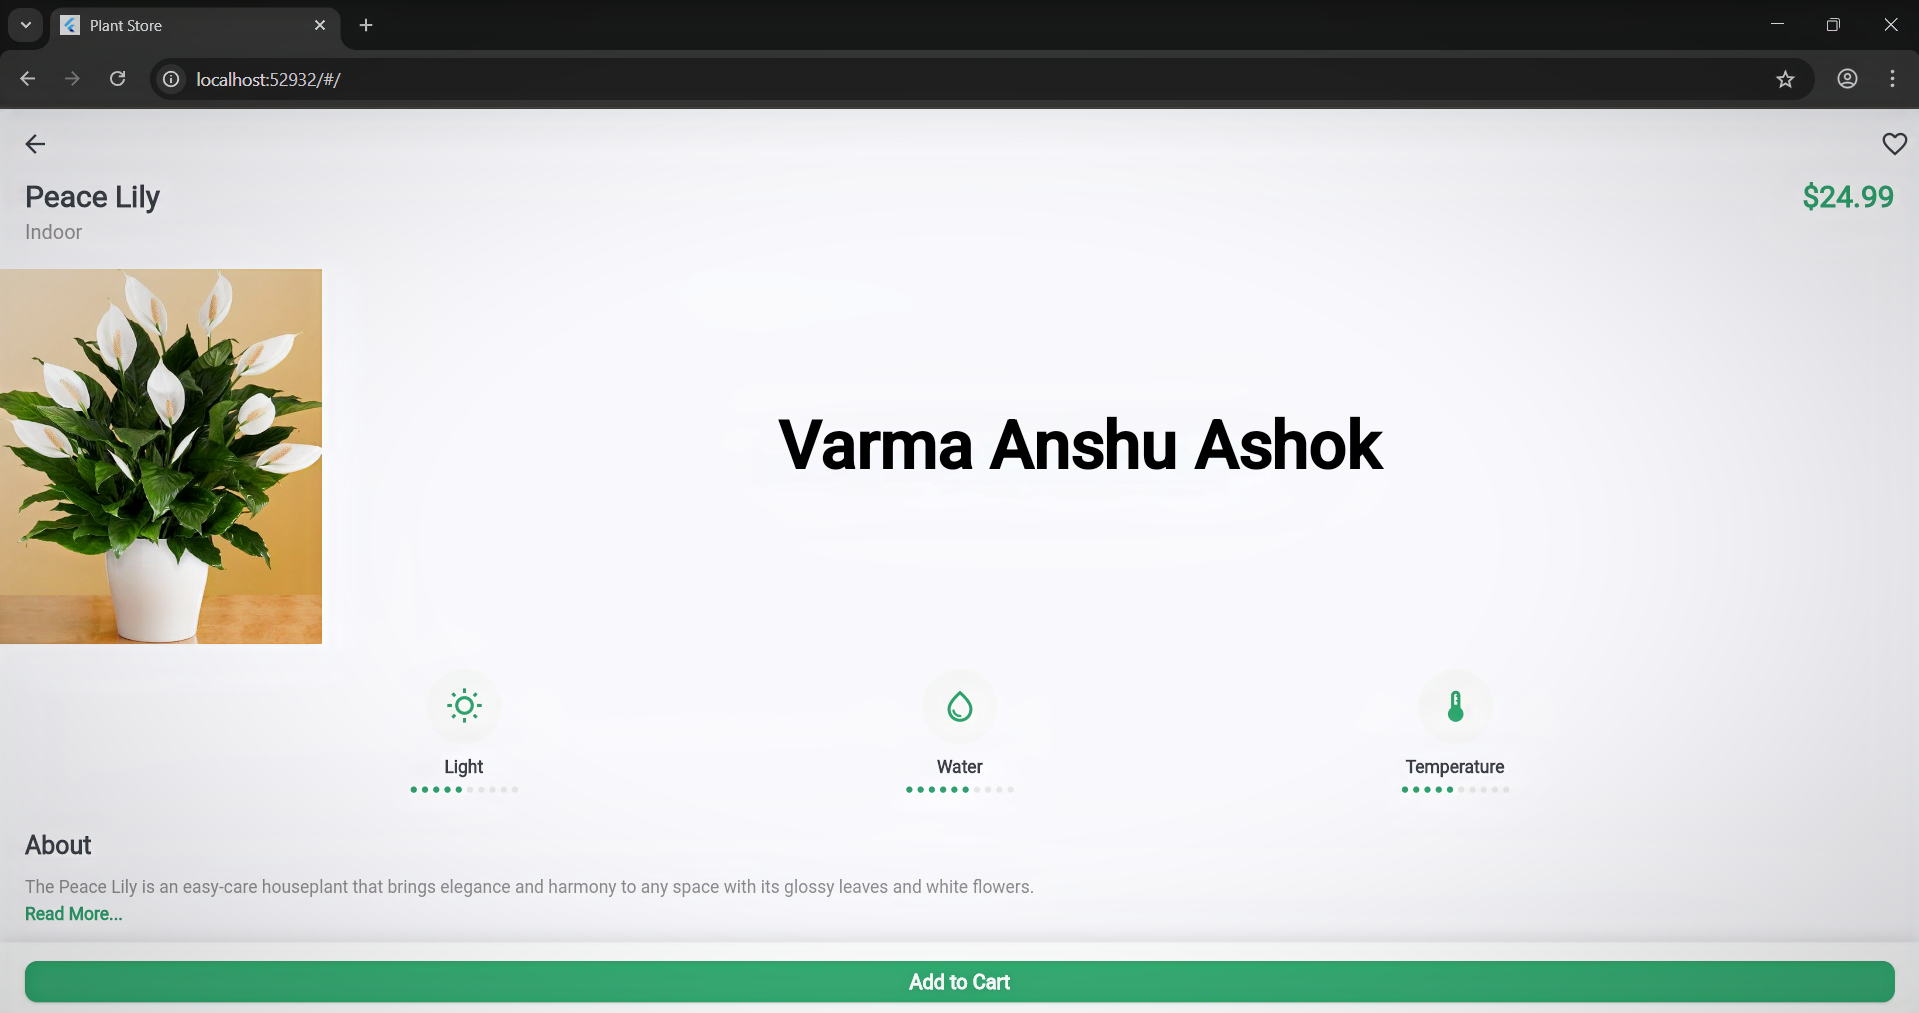 Plant Store
localhost:52932/#/
Peace Lily
$24.99
Indoor
Varma Anshu Ashok
Light
Water
Temperature
About
The Peace Lily is an easy-care houseplant that brings elegance and harmony to any space with its glossy leaves and white flowers.
Read More...
Add to Cart